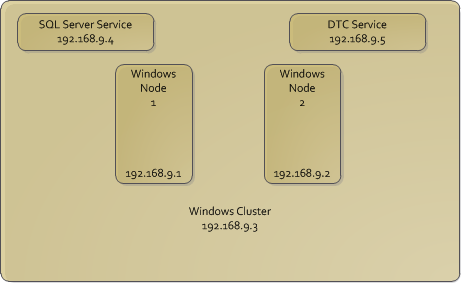 SQL Server Service
192.168.9.4
DTC Service
192.168.9.5
Windows
Node
1
192.168.9.1
Windows
Node
2
192.168.9.2
Windows Cluster
192.168.9.3